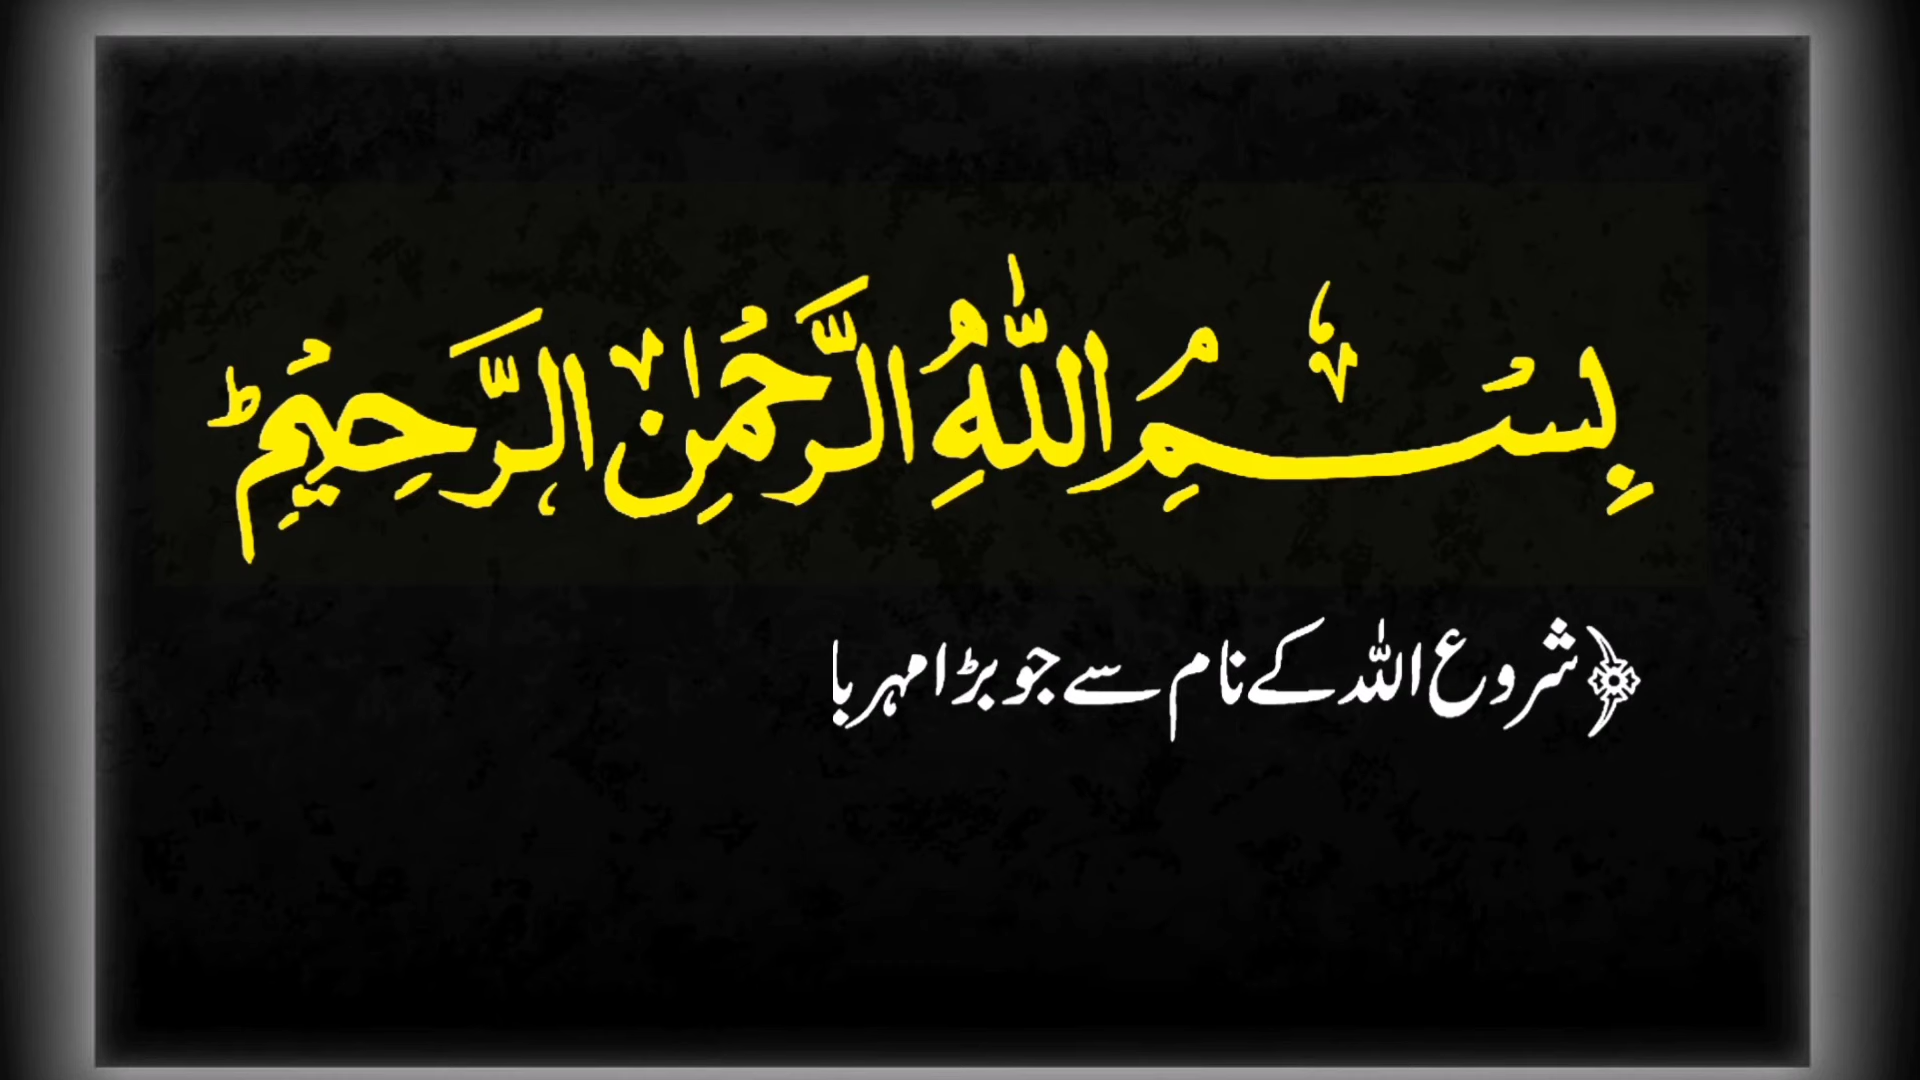 بِسْمِ اللّٰهِ الرَّحْمٰنِ الرَّحِيْمِ ؕ
﴿شروع اللہ کے نام سے جو بڑا مہربا